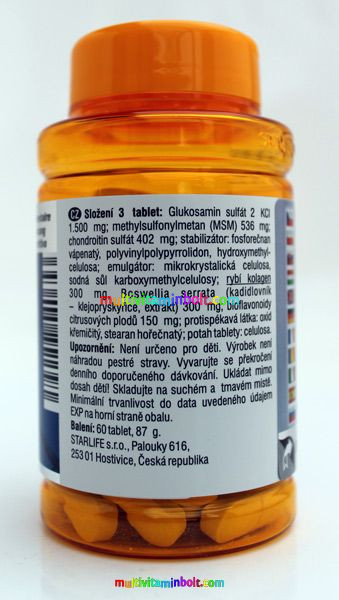 CZ Složení 3 tablet: Glukosamin sulfát 2 KCl
1.500 mg; methylsulfonylmetan (MSM) 536 mg;
chondroitin sulfát 402 mg; stabilizátor: fosforečnan
vápenatý, polyvinylpolypyrrolidon, hydroxymethyl-
celulosa; emulgátor: mikrokrystalická celulosa,
sodná sůl karboxymethylcelulosy; rybí kolagen
300 mg, Boswellia serrata (kadidlovník
multivitaminbolt.com
– klejopryskyřice, extrakt) 300 mg; bioflavonoidy
citrusových plodů 150 mg; protispékavá látka: oxid
křemičitý, stearan hořečnatý; potah tablety: celulosa.
Upozornění: Není určeno pro děti. Výrobek není
náhradou pestré stravy. Vyvarujte se překročení
denního doporučeného dávkování. Ukládat mimo
dosah dětí! Skladujte na suchém a tmavém místě.
Minimální trvanlivost do data uvedeného údajem
EXP na horní straně obalu.
Balení: 60 tablet, 87 g.
STARLIFE s.r.o., Palouky 616,
253 01 Hostivice, Česká republika
multivitaminbolt.com